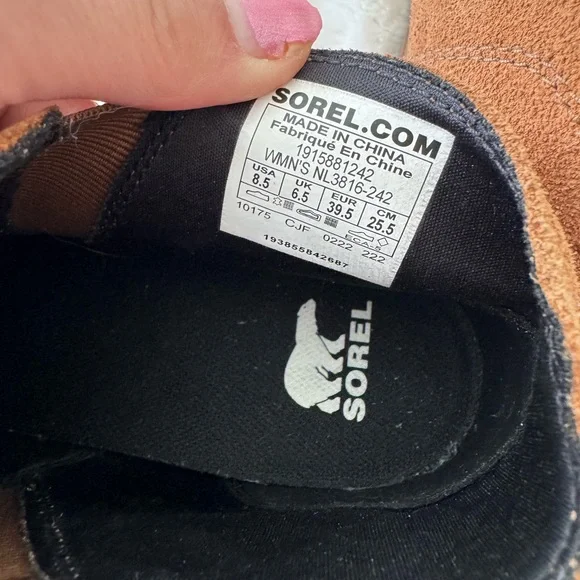 SOREL.COM
MADE IN CHINA
Fabriqué En Chine
1915881242
WMN'S NL3816-242
USA UK EUR CM
8.5 6.5 39.5 25.5
ECA-S
10175 CJF 0222 222
193855842687
SOREL